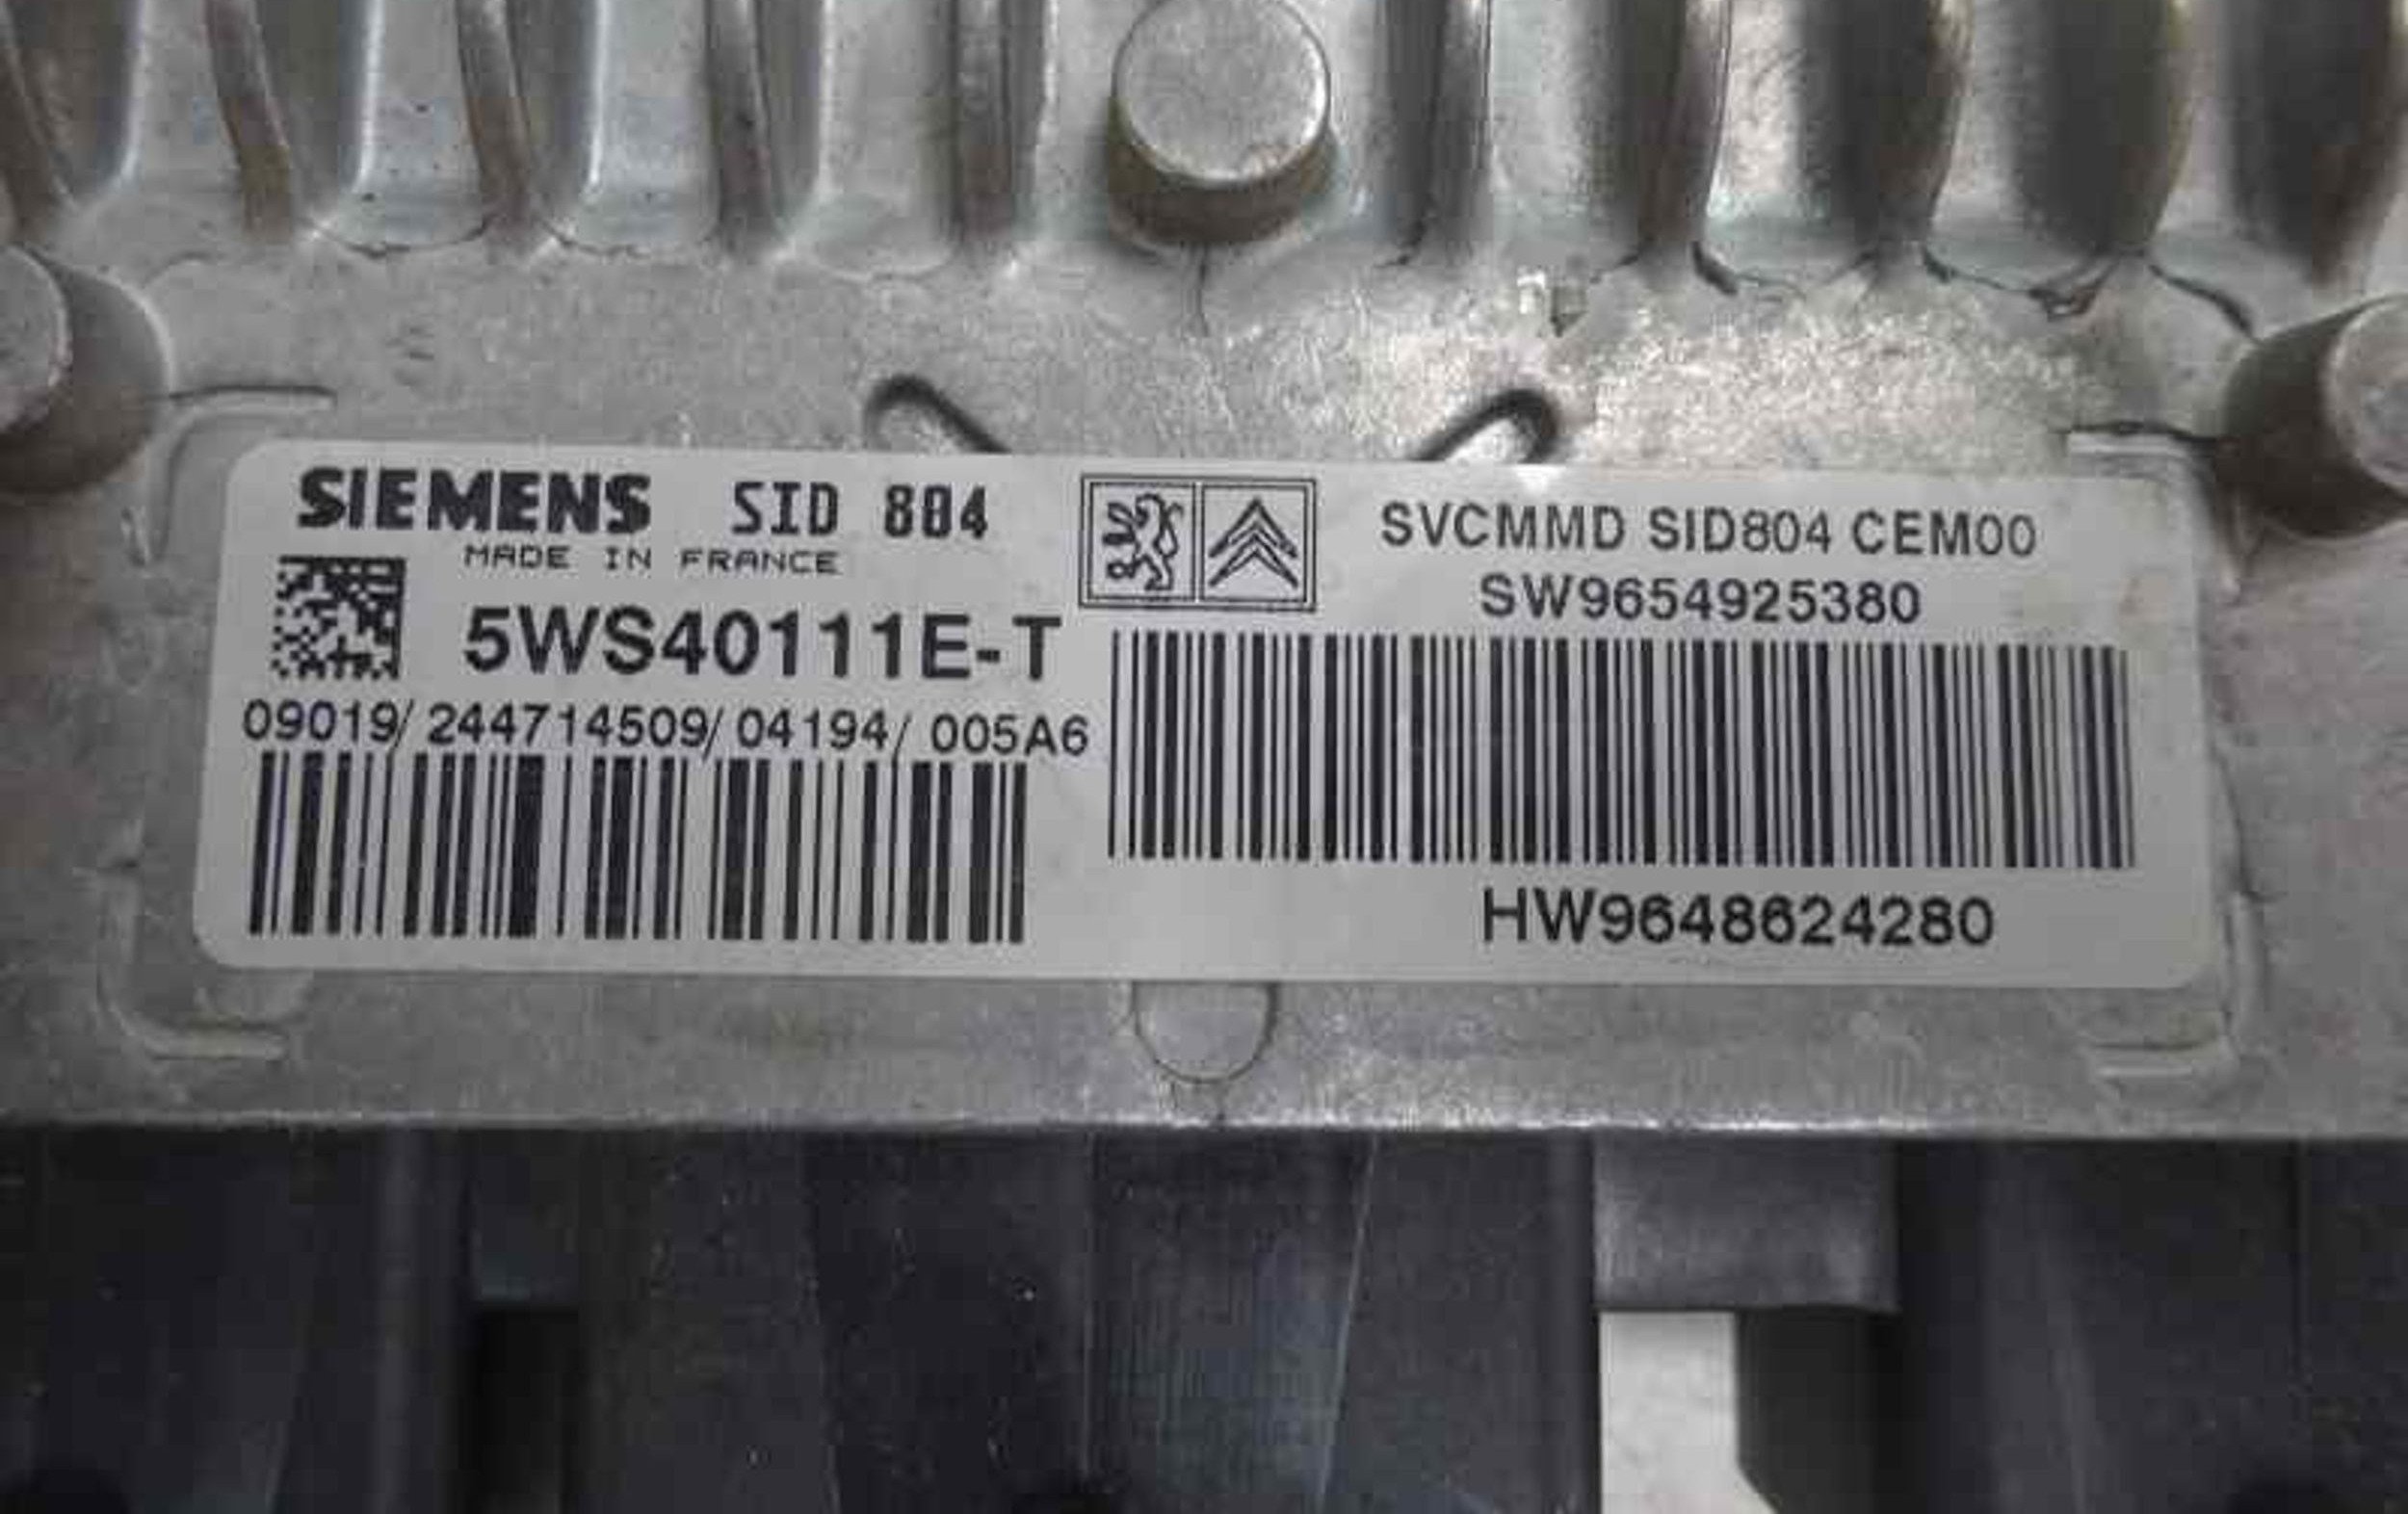 SIEMENS SID 804
MADE IN FRANCE
5WS40111E-T
09019/244714509/04194/005A6
SVCMMD SID804 CEM00
SW9654925380
HW9648624280